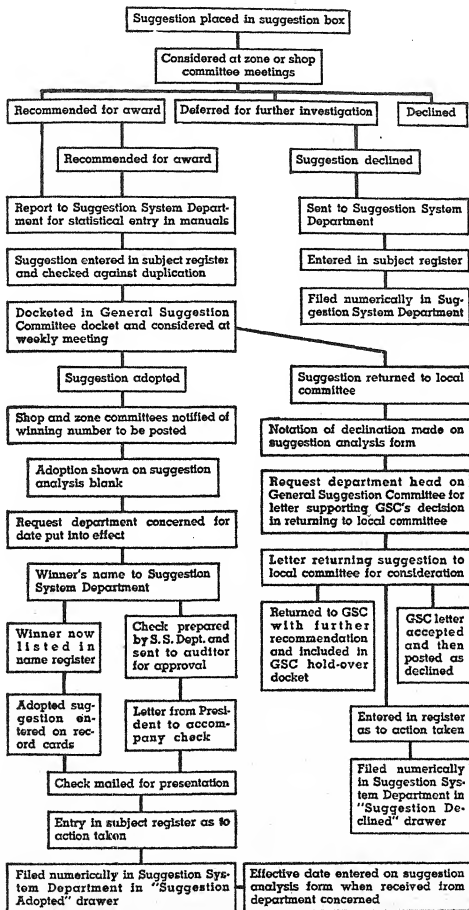 Suggestion placed in suggestion box
Considered at zone or shop
committee meetings
Recommended for award
Deferred for further investigation
Declined
Recommended for award
Suggestion declined
Report to Suggestion System Depart-
ment for statistical entry in manuals
Sent to Suggestion System
Department
Suggestion entered in subject register
and checked against duplication
Entered in subject register
Filed numerically in Sug-
gestion System Department
Docketed in General Suggestion
Committee docket and considered at
weekly meeting
Suggestion adopted
Suggestion returned to local
committee
Shop and zone committees notified of
winning number to be posted
Notation of declination made on
suggestion analysis form
Adoption shown on suggestion
analysis blank
Request department head on
General Suggestion Committee for
letter supporting GSC's decision
in returning to local committee
Request department concerned for
date put into effect
Letter returning suggestion to
local committee for consideration
Winner's name to Suggestion
System Department
Winner now
listed in
name register
Check prepared
by S. S. Dept. and
sent to auditor
for approval
Returned to GSC
with further
recommendation
and included in
GSC hold-over
docket
GSC letter
accepted and
then posted as
declined
Adopted sug-
gestion en-
tered on rec-
ord cards
Letter from Presi-
dent to accom-
pany check
Entered in register
as to action taken
Check mailed for presentation
Filed numerically
in Suggestion Sys-
tem Department in
"Suggestion De-
clined" drawer
Entry in subject register as to
action taken
Filed numerically in Suggestion Sys-
tem Department in "Suggestion
Adopted" drawer
Effective date entered on suggestion
analysis form when received from
department concerned